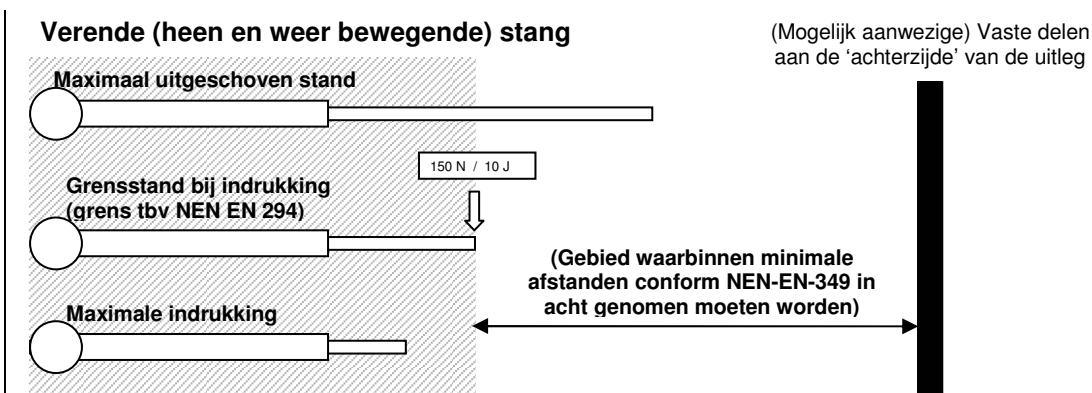 Verende (heen en weer bewegende) stang
(Mogelijk aanwezige) Vaste delen
aan de ‘achterzijde’ van de uitleg
Maximaal uitgeschoven stand
150 N / 10 J
Grensstand bij indrukking
(grens tbv NEN EN 294)
(Gebied waarbinnen minimale
afstanden conform NEN-EN-349 in
acht genomen moeten worden)
Maximale indrukking